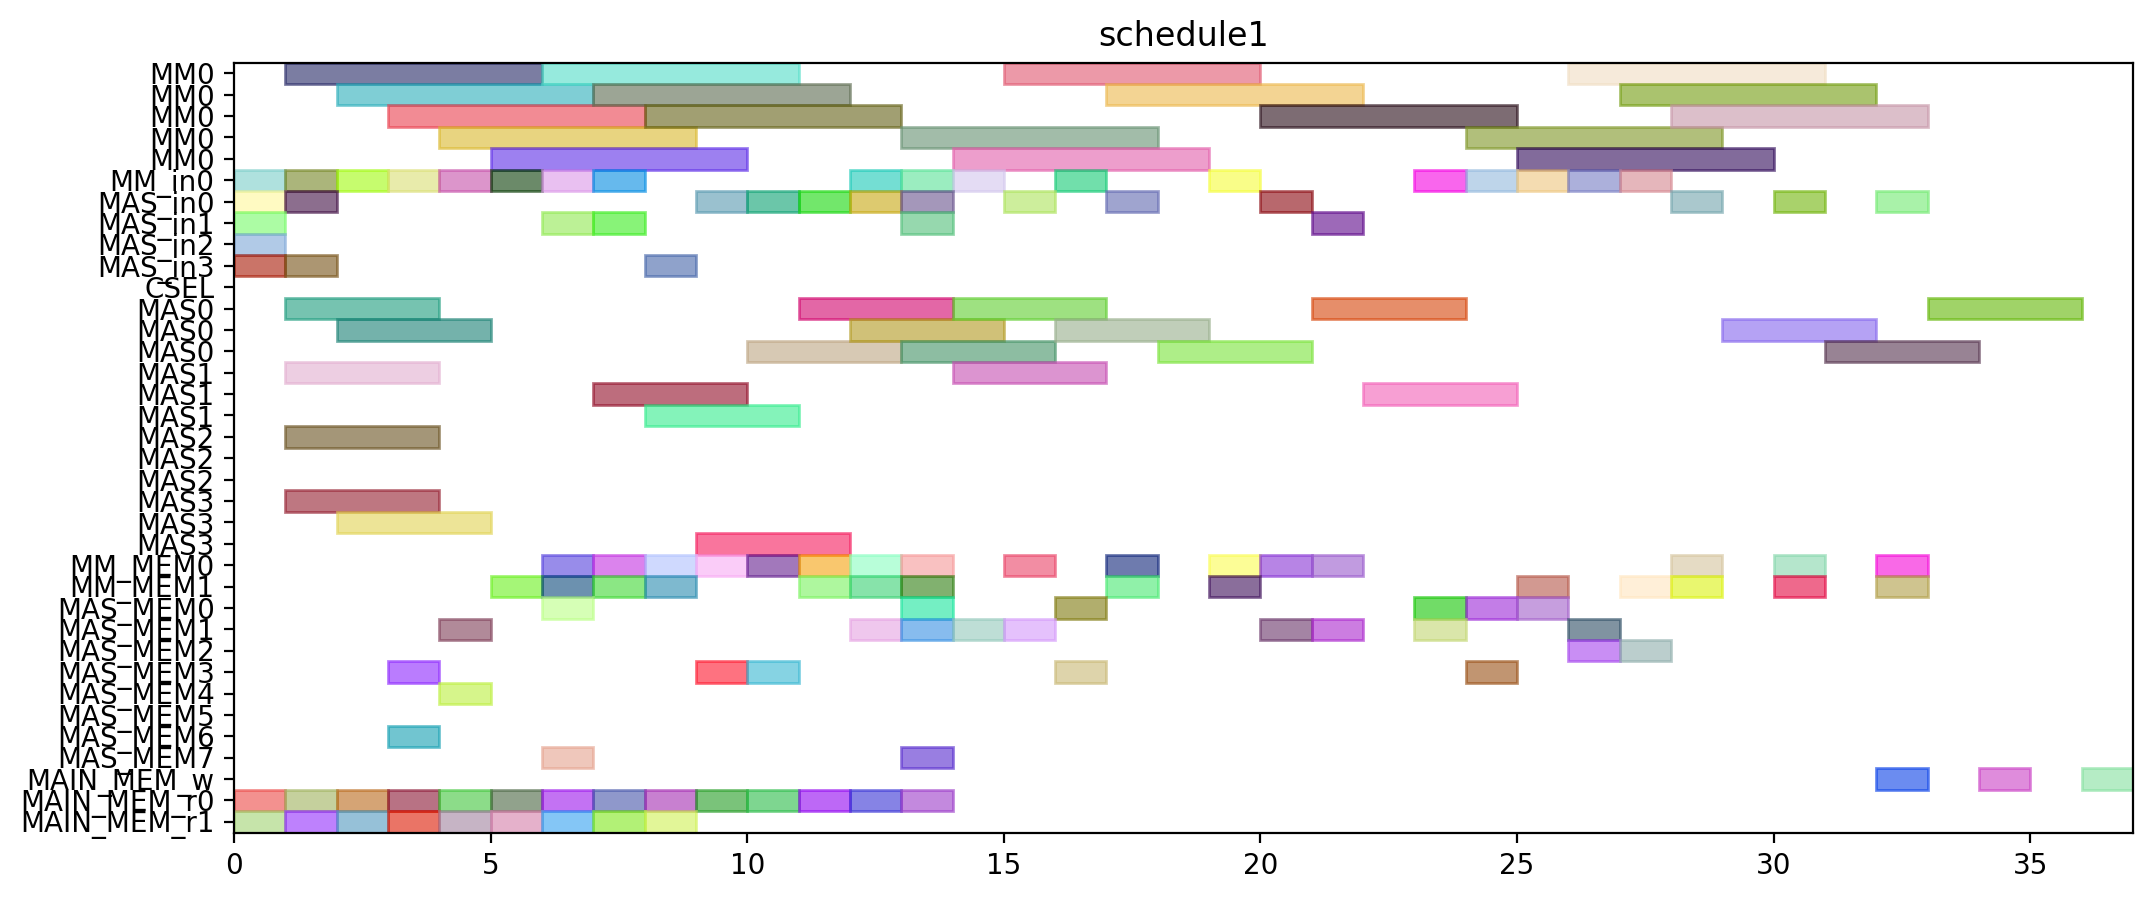 schedule1
MM0
MM0
MM0
MM0
MM0
MM_in0
MAS_in0
MAS_in1
MAS_in2
MAS_in3
CSEL
MAS0
MAS0
MAS0
MAS1
MAS1
MAS1
MAS2
MAS2
MAS2
MAS3
MAS3
MAS3
MM_MEM0
MM_MEM1
MAS_MEM0
MAS_MEM1
MAS_MEM2
MAS_MEM3
MAS_MEM4
MAS_MEM5
MAS_MEM6
MAS_MEM7
MAIN_MEM_w
MAIN_MEM_r0
MAIN_MEM_r1
0 5 10 15 20 25 30 35